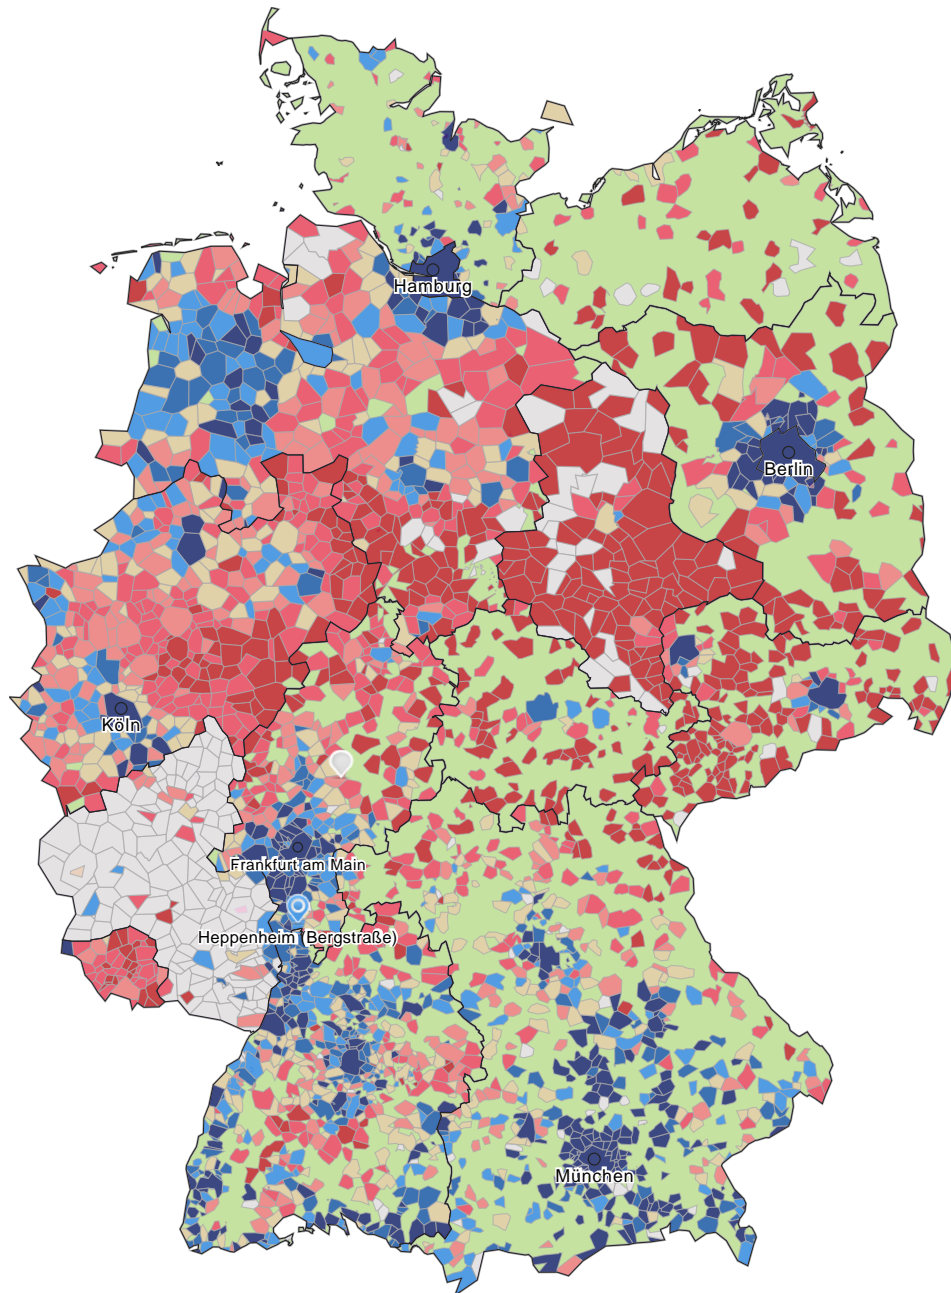 Hamburg
Berlin
Köln
Frankfurt am Main
Heppenheim (Bergstraße)
München